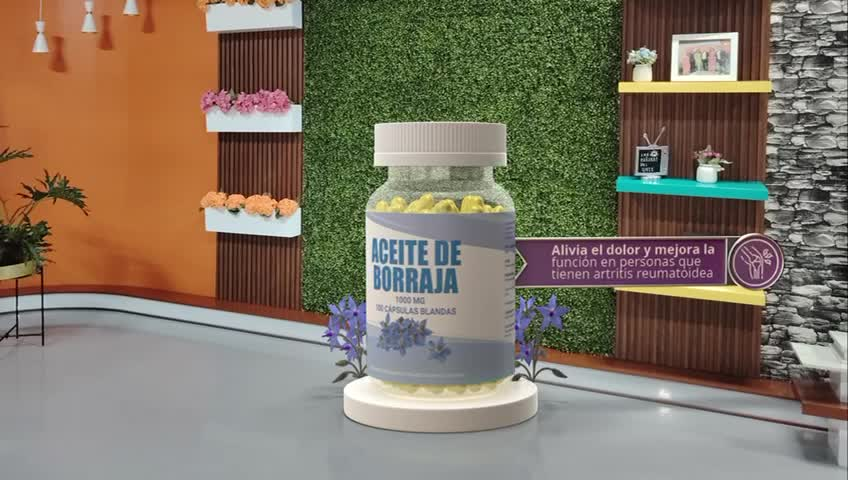 ACEITE DE
BORRAJA
1000 MG
100 CÁPSULAS BLANDAS
Alivia el dolor y mejora la
función en personas que
tienen artritis reumatoidea